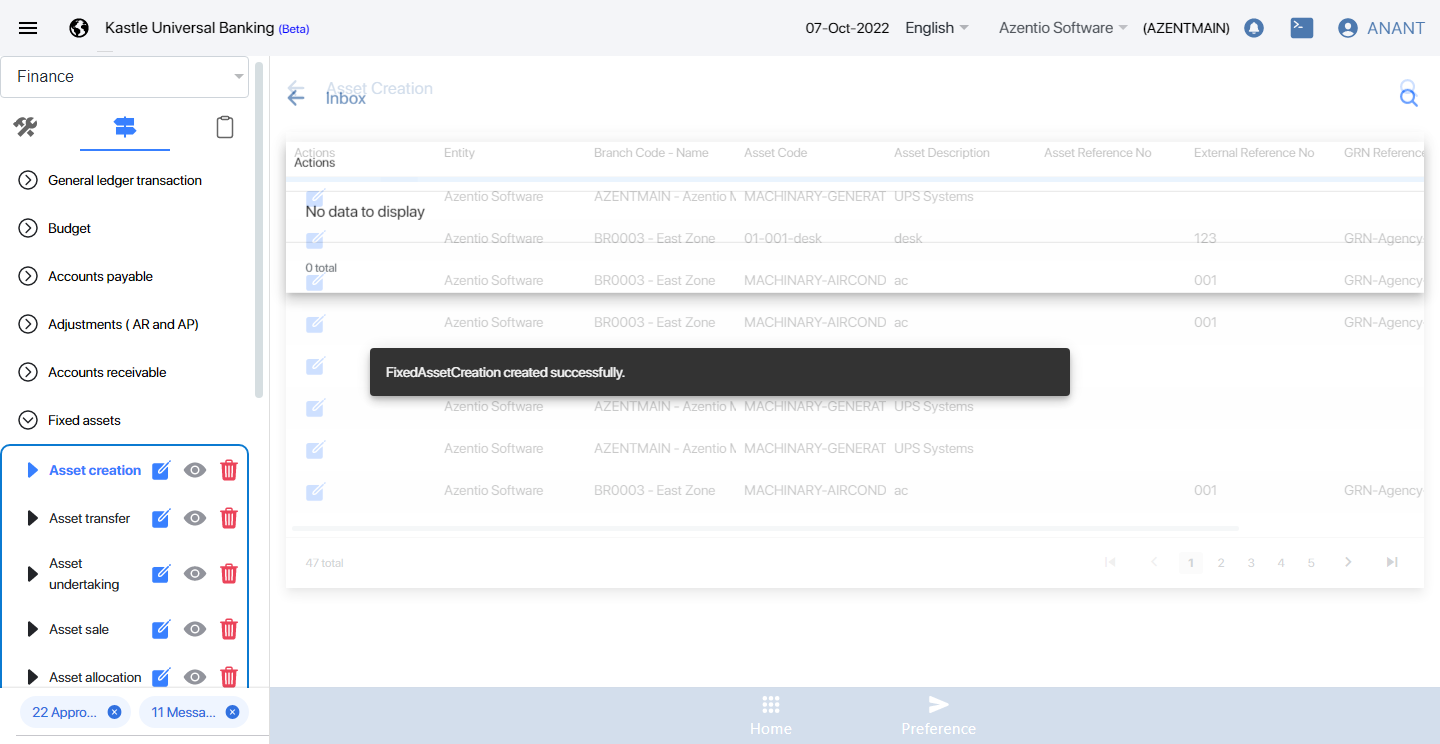 Kastle Universal Banking (Beta)
07-Oct-2022
English
Azentio Software
(AZENTMAIN)
ANANT
Finance
General ledger transaction
Budget
Accounts payable
Adjustments ( AR and AP)
Accounts receivable
Fixed assets
Asset creation
Asset transfer
Asset
undertaking
Asset sale
Asset allocation
22 Appro...
11 Messa...
Asset Creation
Inbox
Actions Entity Branch Code - Name Asset Code Asset Description Asset Reference No External Reference No GRN Reference
Actions
Azentio Software AZENTMAIN - Azentio M MACHINARY-GENERAT UPS Systems
No data to display
Azentio Software BR0003 - East Zone 01-001-desk desk 123 GRN-Agency-
0 total
Azentio Software BR0003 - East Zone MACHINARY-AIRCOND ac 001 GRN-Agency-
Azentio Software BR0003 - East Zone MACHINARY-AIRCOND ac 001 GRN-Agency-
FixedAssetCreation created successfully.
Azentio Software AZENTMAIN - Azentio M MACHINARY-GENERAT UPS Systems
Azentio Software AZENTMAIN - Azentio M MACHINARY-GENERAT UPS Systems
Azentio Software BR0003 - East Zone MACHINARY-AIRCOND ac 001 GRN-Agency-
47 total
1 2 3 4 5
Home
Preference